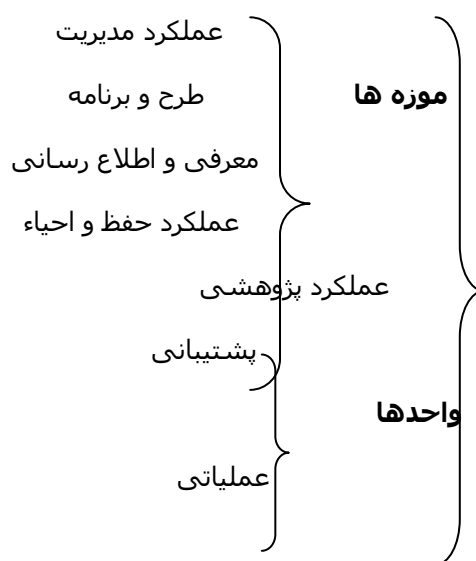 عملکرد مدیریت
موزه ها
طرح و برنامه
معرفی و اطلاع رسانی
عملکرد حفظ و احیاء
عملکرد پژوهشی
پشتیبانی
واحدها
عملیاتی